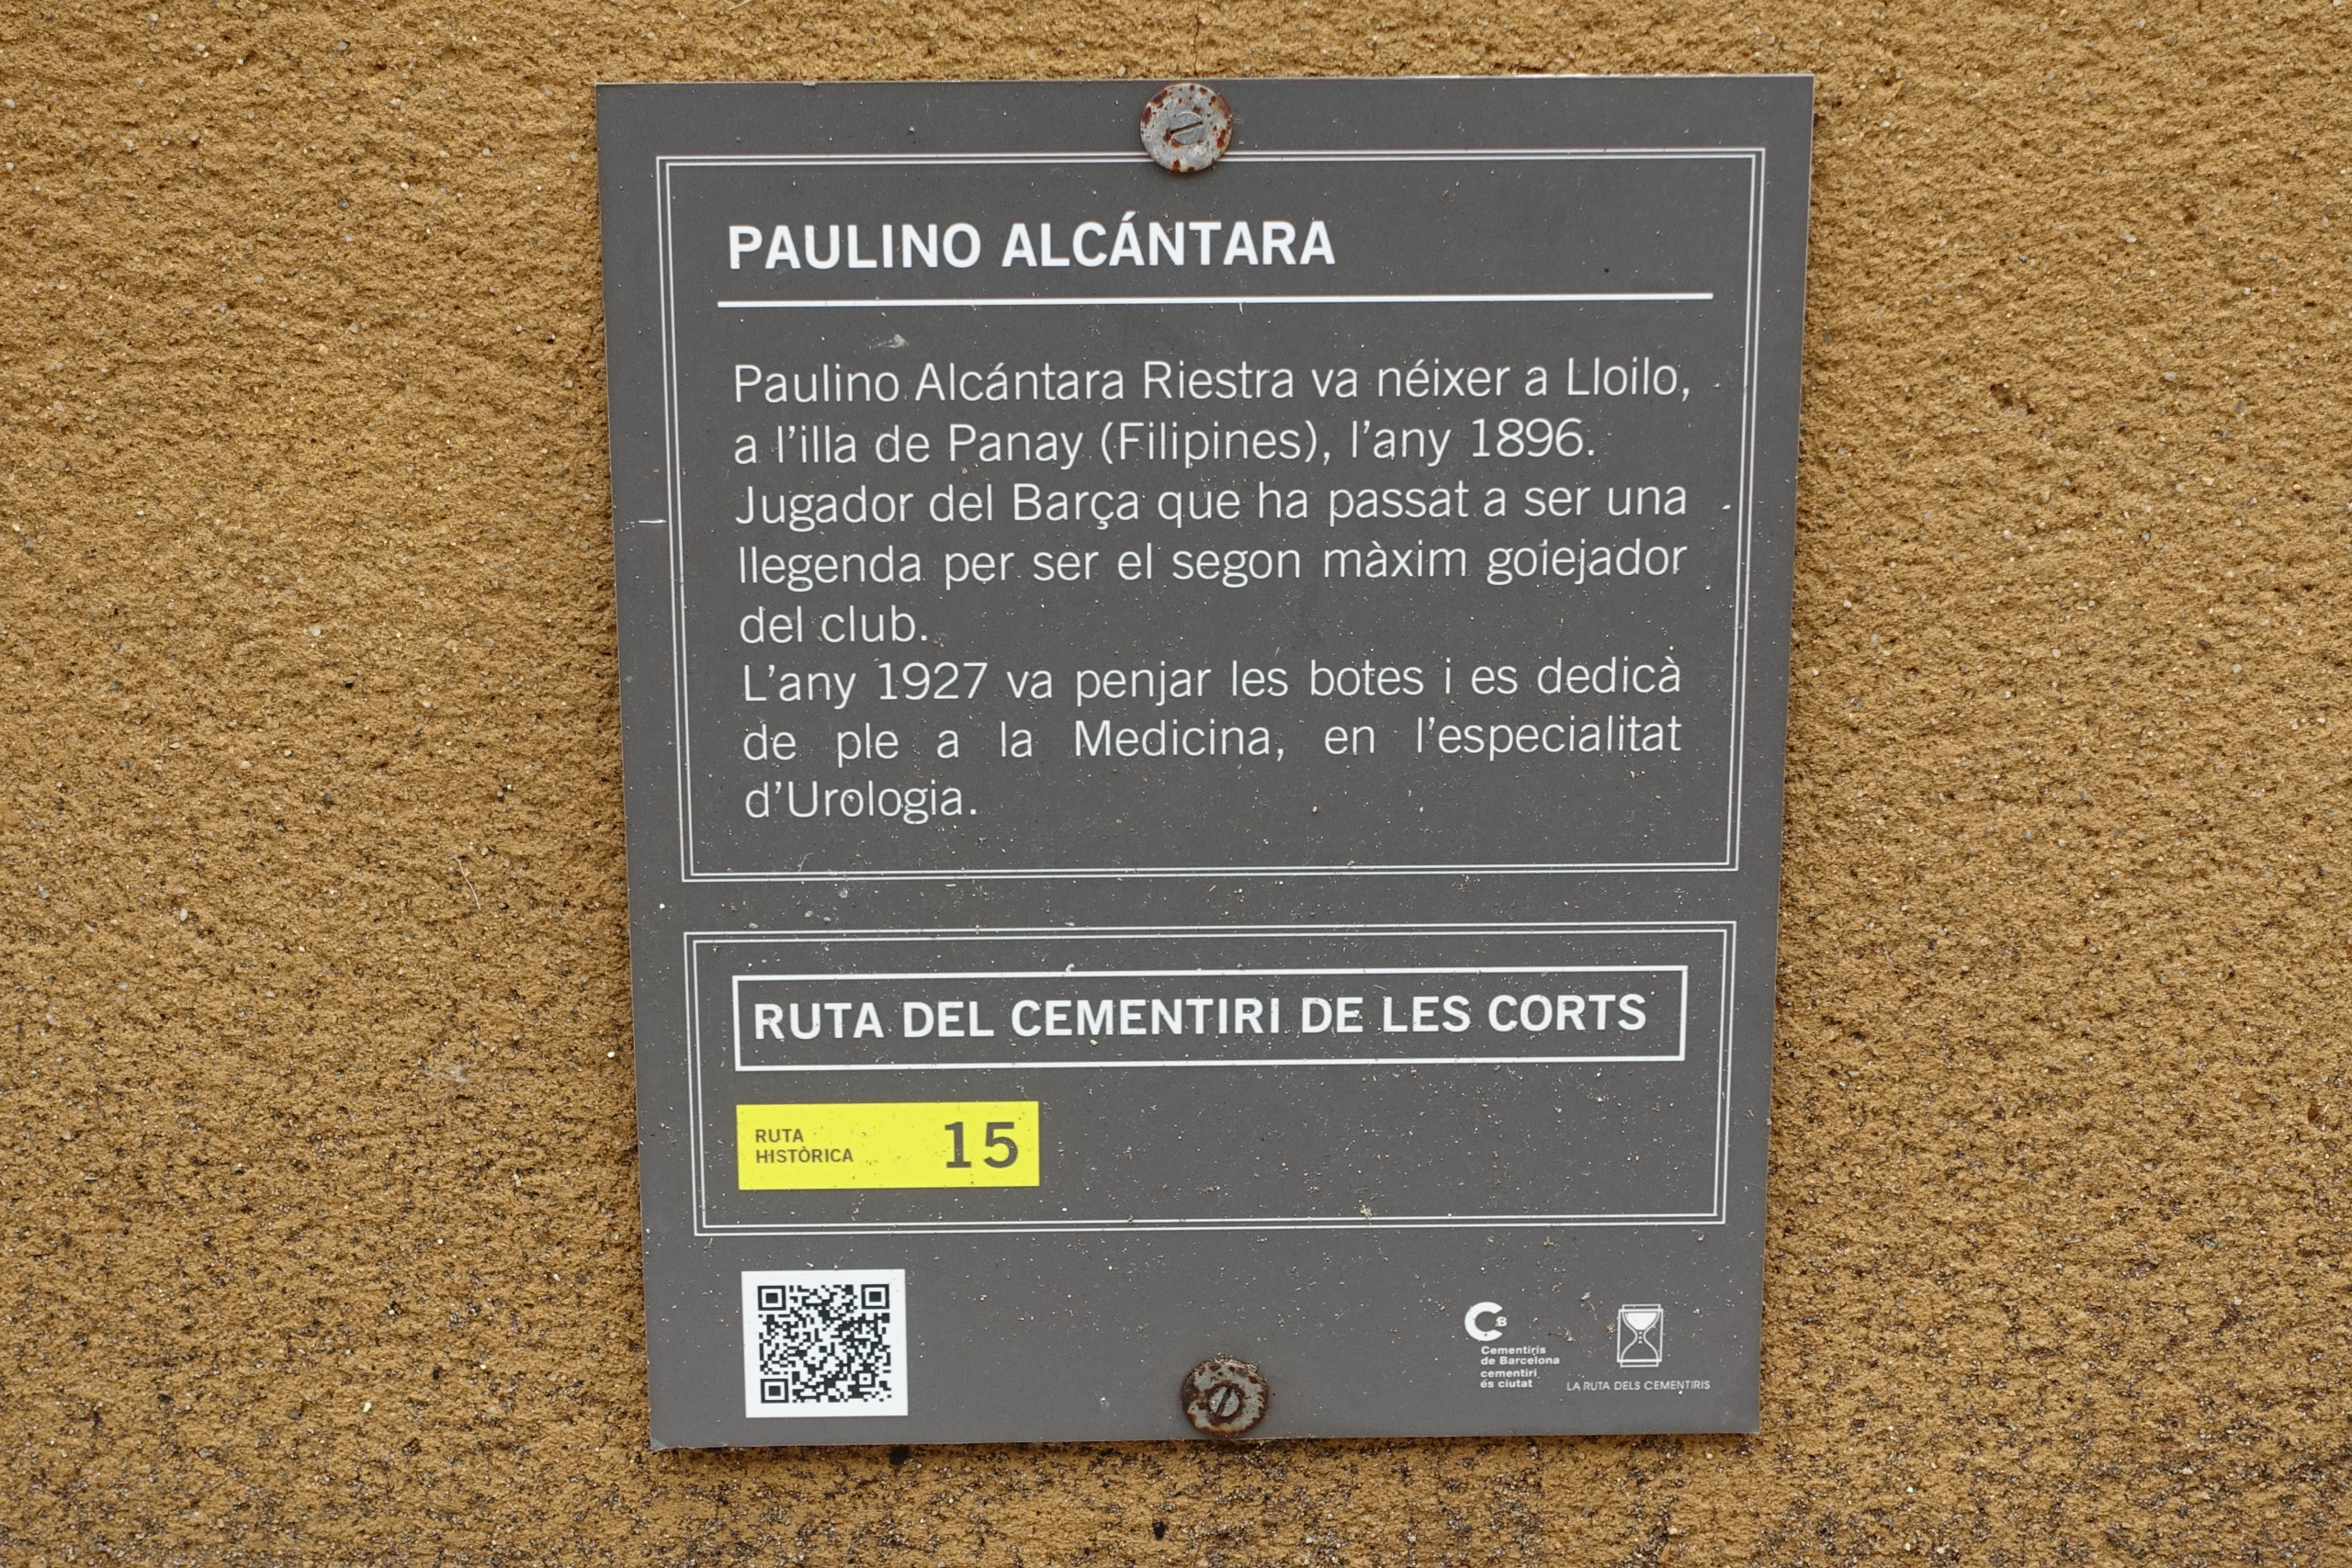 PAULINO ALCÁNTARA
Paulino Alcántara Riestra va néixer a Lloilo,
a l’illa de Panay (Filipines), l’any 1896.
Jugador del Barça que ha passat a ser una
llegenda per ser el segon màxim golejador
del club.
L’any 1927 va penjar les botes i es dedicà
de ple a la Medicina, en l’especialitat
d’Urologia.
RUTA DEL CEMENTIRI DE LES CORTS
RUTA
HISTÒRICA
15
CB
Cementiris
de Barcelona
cementiri
és ciutat
LA RUTA DELS CEMENTIRIS